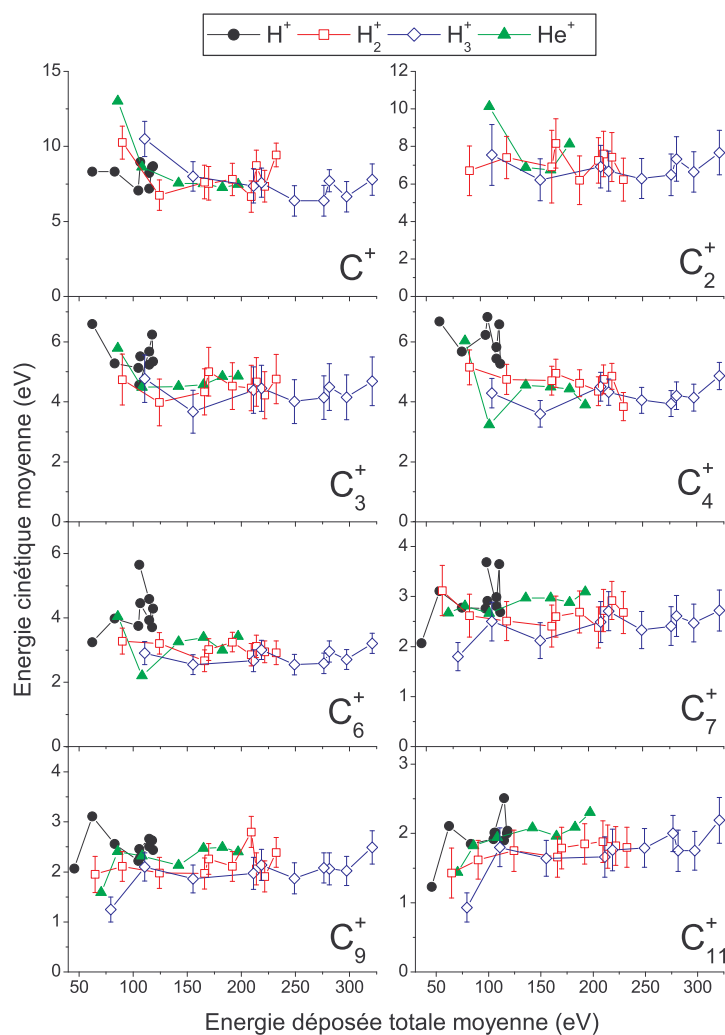 H+ H2+ H3+ He+
15
10
5
0
C+
12
10
8
6
4
2
0
C2+
6
4
2
0
C3+
6
4
2
0
C4+
6
4
2
0
C6+
4
3
2
1
0
C7+
4
3
2
1
0
C9+
3
2
1
0
C11+
50 100 150 200 250 300
50 100 150 200 250 300
Energie cinétique moyenne (eV)
Energie déposée totale moyenne (eV)